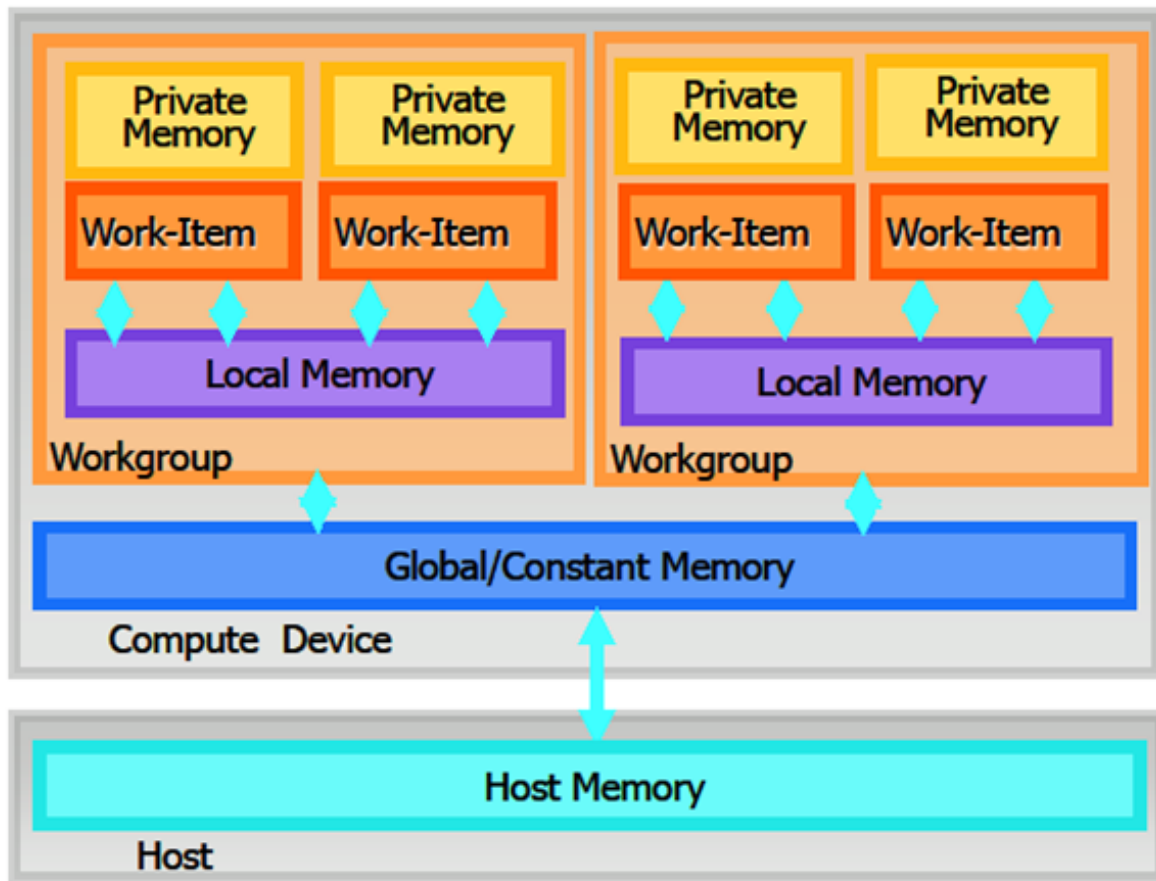 Private
Memory
Private
Memory
Private
Memory
Private
Memory
Work-Item
Work-Item
Work-Item
Work-Item
Local Memory
Local Memory
Workgroup
Workgroup
Global/Constant Memory
Compute Device
Host Memory
Host